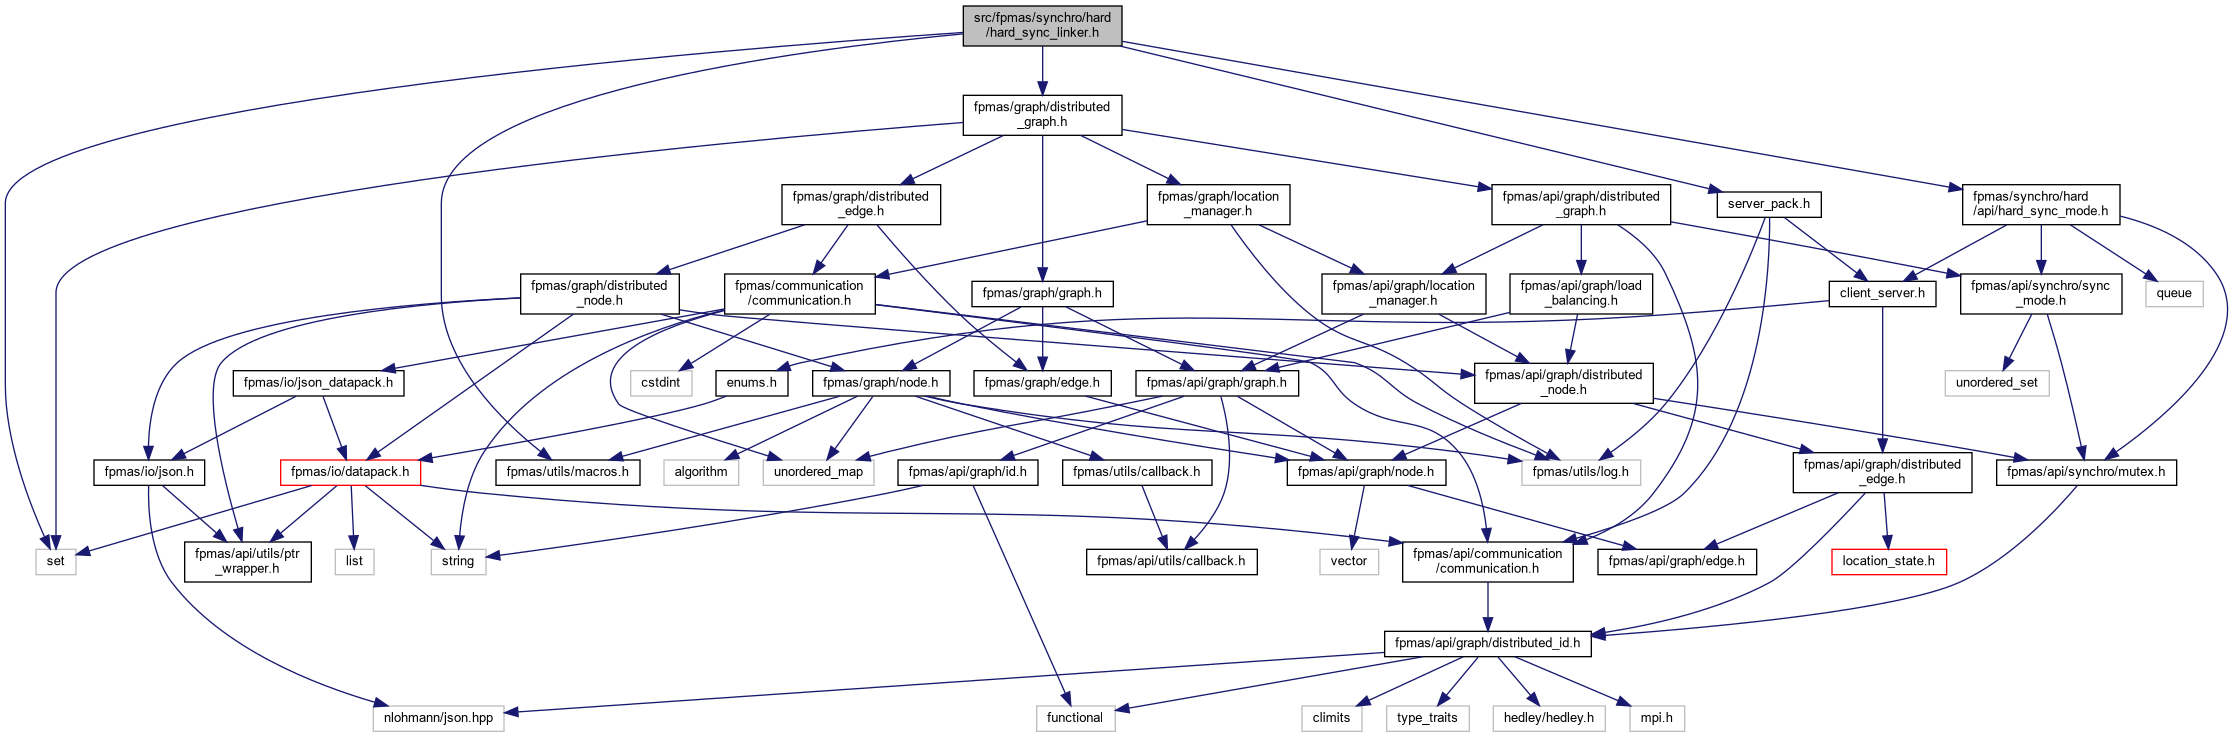 src/fpmas/synchro/hard
/hard_sync_linker.h
fpmas/graph/distributed
_graph.h
fpmas/graph/distributed
_edge.h
fpmas/graph/location
_manager.h
fpmas/api/graph/distributed
_graph.h
server_pack.h
fpmas/synchro/hard
/api/hard_sync_mode.h
fpmas/graph/distributed
_node.h
fpmas/communication
/communication.h
fpmas/graph/graph.h
fpmas/api/graph/location
_manager.h
fpmas/api/graph/load
_balancing.h
client_server.h
fpmas/api/synchro/sync
_mode.h
queue
fpmas/io/json_datapack.h
cstdint
enums.h
fpmas/graph/node.h
fpmas/graph/edge.h
fpmas/api/graph/graph.h
fpmas/api/graph/distributed
_node.h
unordered_set
fpmas/io/json.h
fpmas/io/datapack.h
fpmas/utils/macros.h
algorithm
unordered_map
fpmas/api/graph/id.h
fpmas/utils/callback.h
fpmas/api/graph/node.h
fpmas/utils/log.h
fpmas/api/graph/distributed
_edge.h
fpmas/api/synchro/mutex.h
set
fpmas/api/utils/ptr
_wrapper.h
list
string
fpmas/api/utils/callback.h
vector
fpmas/api/communication
/communication.h
fpmas/api/graph/edge.h
location_state.h
fpmas/api/graph/distributed_id.h
nlohmann/json.hpp
functional
climits
type_traits
hedley/hedley.h
mpi.h